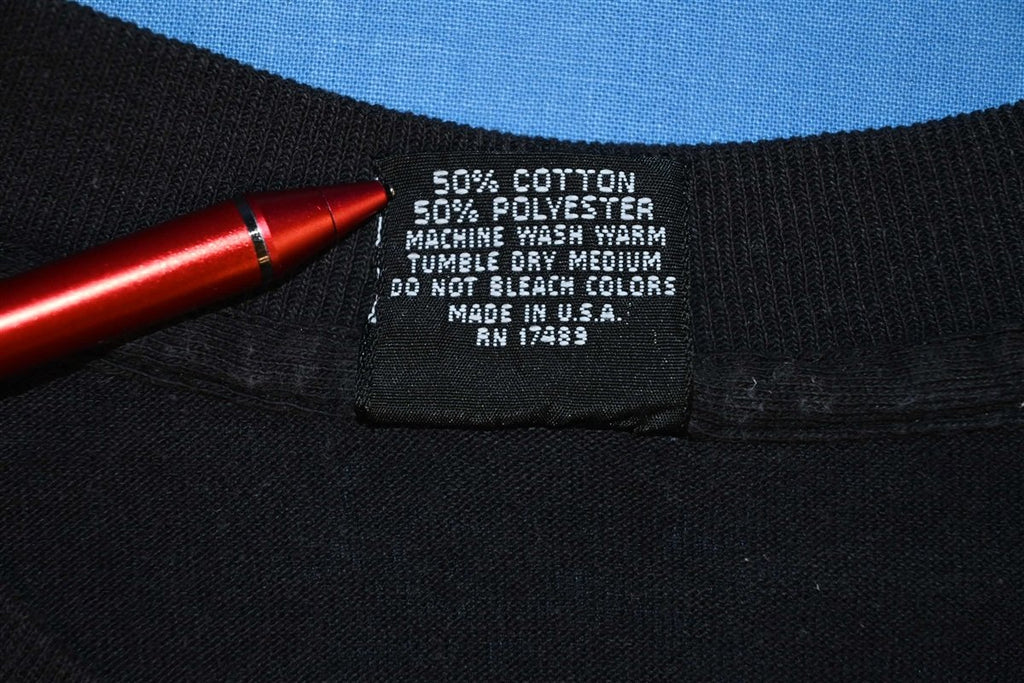 50% COTTON
50% POLYESTER
MACHINE WASH WARM
TUMBLE DRY MEDIUM
DO NOT BLEACH COLORS
MADE IN U.S.A.
RN 17489